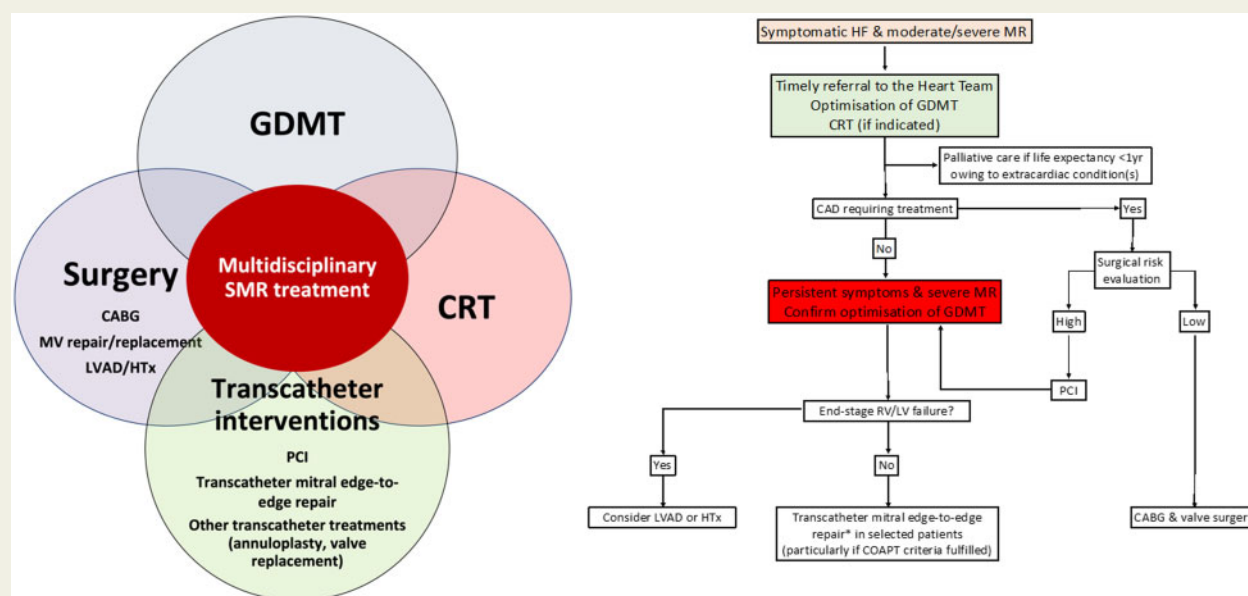 GDMT
Surgery
CABG
MV repair/replacement
LVAD/HTx
Multidisciplinary
SMR treatment
CRT
Transcatheter
interventions
PCI
Transcatheter mitral edge-to-
edge repair
Other transcatheter treatments
(annuloplasty, valve
replacement)
Symptomatic HF & moderate/severe MR
Timely referral to the Heart Team
Optimisation of GDMT
CRT (if indicated)
Palliative care if life expectancy <1yr
owing to extracardiac condition(s)
CAD requiring treatment
Yes
No
Surgical risk
evaluation
Persistent symptoms & severe MR
Confirm optimisation of GDMT
High
Low
PCI
End-stage RV/LV failure?
Yes
No
Consider LVAD or HTx
Transcatheter mitral edge-to-edge
repair* in selected patients
(particularly if COAPT criteria fulfilled)
CABG & valve surgery